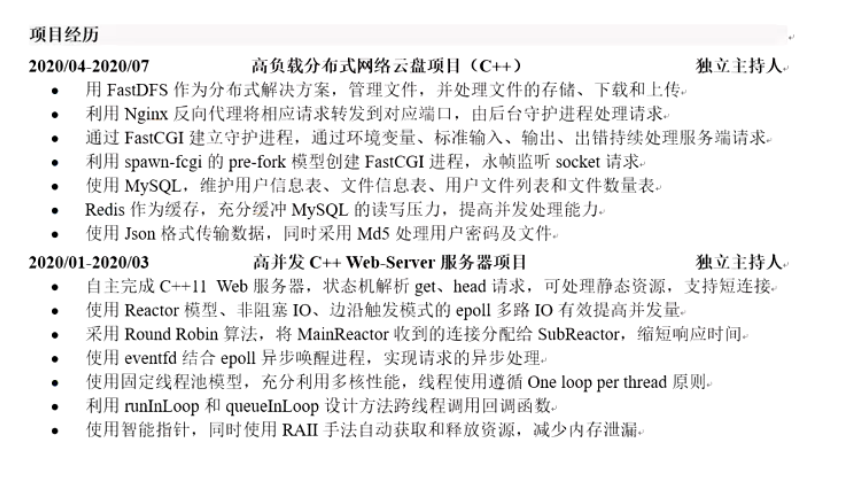 项目经历
2020/04-2020/07 高负载分布式网络云盘项目（C++） 独立主持人
• 用 FastDFS 作为分布式解决方案，管理文件，并处理文件的存储、下载和上传
• 利用 Nginx 反向代理将相应请求转发到对应端口，由后台守护进程处理请求
• 通过 FastCGI 建立守护进程，通过环境变量、标准输入、输出、出错持续处理服务端请求
• 利用 spawn-fcgi 的 pre-fork 模型创建 FastCGI 进程，永帧监听 socket 请求
• 使用 MySQL，维护用户信息表、文件信息表、用户文件列表和文件数量表
• Redis 作为缓存，充分缓冲 MySQL 的读写压力，提高并发处理能力
• 使用 Json 格式传输数据，同时采用 Md5 处理用户密码及文件
2020/01-2020/03 高并发 C++ Web-Server 服务器项目 独立主持人
• 自主完成 C++11 Web 服务器，状态机解析 get、head 请求，可处理静态资源，支持短连接
• 使用 Reactor 模型、非阻塞 IO、边沿触发模式的 epoll 多路 IO 有效提高并发量
• 采用 Round Robin 算法，将 MainReactor 收到的连接分配给 SubReactor，缩短响应时间
• 使用 eventfd 结合 epoll 异步唤醒进程，实现请求的异步处理
• 使用固定线程池模型，充分利用多核性能，线程使用遵循 One loop per thread 原则
• 利用 runInLoop 和 queueInLoop 设计方法跨线程调用回调函数
• 使用智能指针，同时使用 RAII 手法自动获取和释放资源，减少内存泄漏